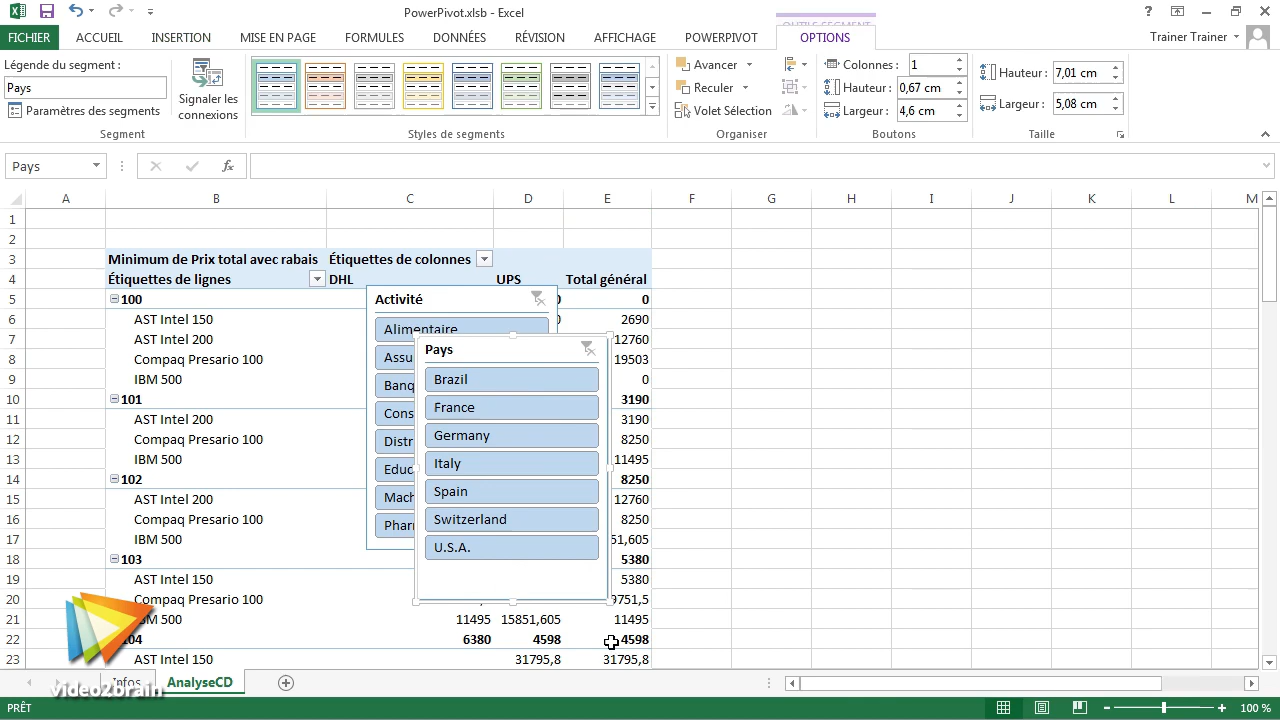 PowerPivot.xlsb - Excel
OUTILS SEGMENT
FICHIER ACCUEIL INSERTION MISE EN PAGE FORMULES DONNÉES RÉVISION AFFICHAGE POWERPIVOT OPTIONS Trainer Trainer
Légende du segment :
Pays
Paramètres des segments
Segment
Signaler les
connexions
Styles de segments
Avancer
Reculer
Volet Sélection
Organiser
Colonnes : 1
Hauteur : 0,67 cm
Largeur : 4,6 cm
Boutons
Hauteur : 7,01 cm
Largeur : 5,08 cm
Taille
Pays fx
A B C D E F G H I J K L M
1
2
3 Minimum de Prix total avec rabais Étiquettes de colonnes
4 Étiquettes de lignes DHL UPS Total général
5 100 0
6 AST Intel 150 2690
7 AST Intel 200 12760
8 Compaq Presario 100 19503
9 IBM 500 0
10 101 3190
11 AST Intel 200 3190
12 Compaq Presario 100 8250
13 IBM 500 11495
14 102 8250
15 AST Intel 200 12760
16 Compaq Presario 100 8250
17 IBM 500 51,605
18 103 5380
19 AST Intel 150 5380
20 Compaq Presario 100 9751,5
21 SM 500 11495 15851,605 11495
22 104 6380 4598 4598
23 AST Intel 150 31795,8 31795,8
Activité
Alimentaire
Assu
Banq
Cons
Distr
Educ
Mach
Phar
Pays
Brazil
France
Germany
Italy
Spain
Switzerland
U.S.A.
video2brain
Infos AnalyseCD
PRÊT 100 %